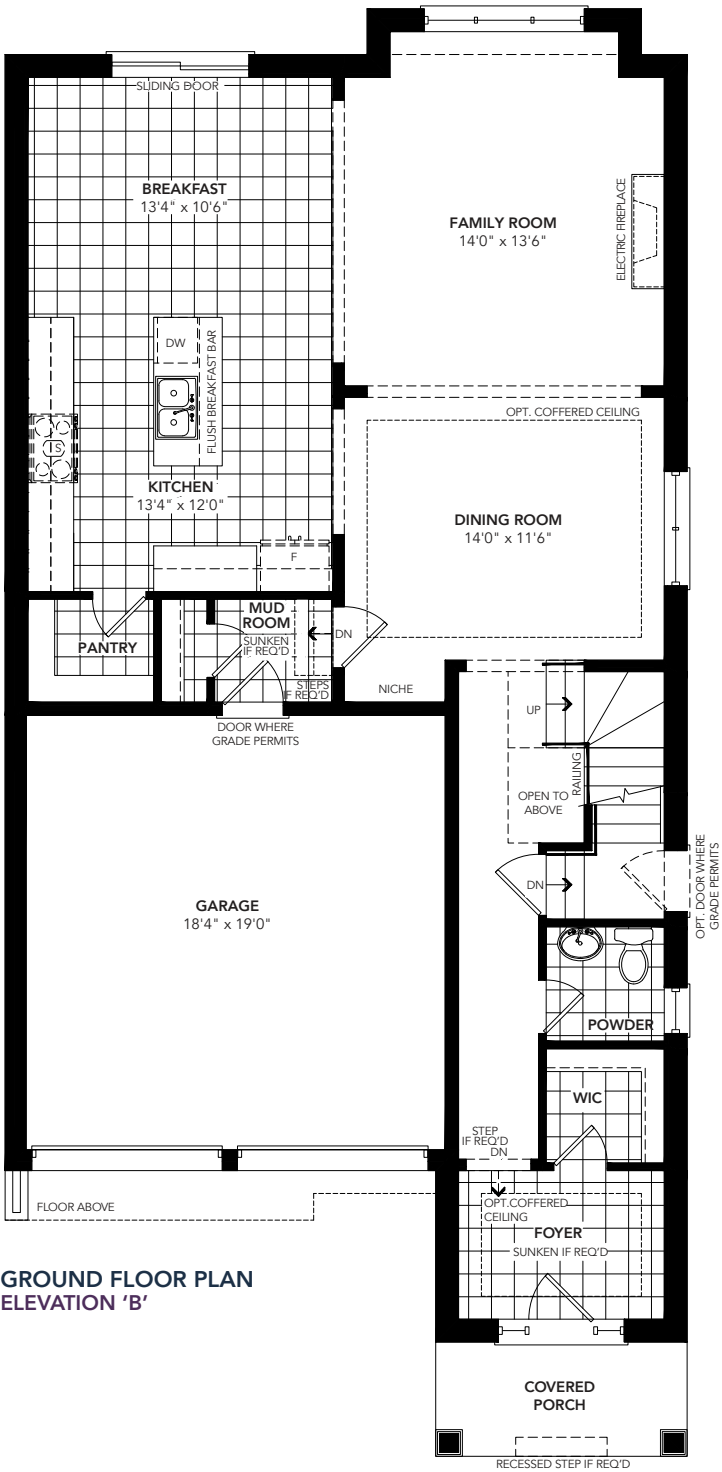 SLIDING DOOR
BREAKFAST
13'4" x 10'6"
FAMILY ROOM
14'0" x 13'6"
ELECTRIC FIREPLACE
DW
FLUSH BREAKFAST BAR
OPT. COFFERED CEILING
S
KITCHEN
13'4" x 12'0"
DINING ROOM
14'0" x 11'6"
F
MUD
ROOM
SUNKEN
IF REQ'D
DN
PANTRY
STEPS
IF REQ'D
NICHE
DOOR WHERE
GRADE PERMITS
UP
RAILING
OPEN TO
ABOVE
OPT. DOOR WHERE
GRADE PERMITS
DN
GARAGE
18'4" x 19'0"
POWDER
WIC
STEP
IF REQ'D
DN
FLOOR ABOVE
OPT.COFFERED
CEILING
FOYER
SUNKEN IF REQ'D
GROUND FLOOR PLAN
ELEVATION 'B'
COVERED
PORCH
RECESSED STEP IF REQ'D